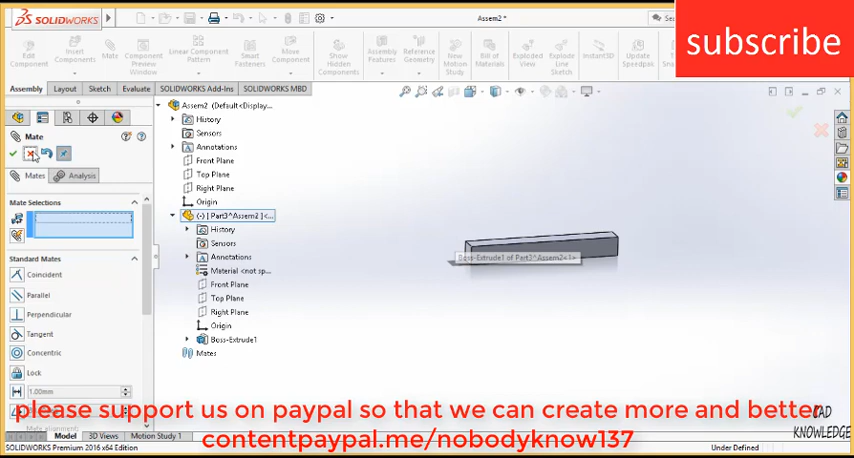 SOLIDWORKS
Assem2 *
subscribe
Edit Component
Insert Components
Mate
Component Preview Window
Linear Component Pattern
Smart Fasteners
Move Component
Show Hidden Components
Assembly Features
Reference Geometry
New Motion Study
Bill of Materials
Exploded View
Explode Line Sketch
Instant3D
Update Speedpak
Assembly
Layout
Sketch
Evaluate
SOLIDWORKS Add-Ins
SOLIDWORKS MBD
Mate
Mates
Analysis
Mate Selections
Standard Mates
Coincident
Parallel
Perpendicular
Tangent
Concentric
Lock
1.00mm
Assem2 (Default<Display...
History
Sensors
Annotations
Front Plane
Top Plane
Right Plane
Origin
(-) [ Part3^Assem2 ]<...
History
Sensors
Annotations
Material <not sp...
Front Plane
Top Plane
Right Plane
Origin
Boss-Extrude1
Mates
Boss-Extrude1 of Part3^Assem2<1>
please support us on paypal so that we can create more and better
contentpaypal.me/nobodyknow137
CAD
KNOWLEDGE
Model
3D Views
Motion Study 1
SOLIDWORKS Premium 2016 x64 Edition
Under Defined